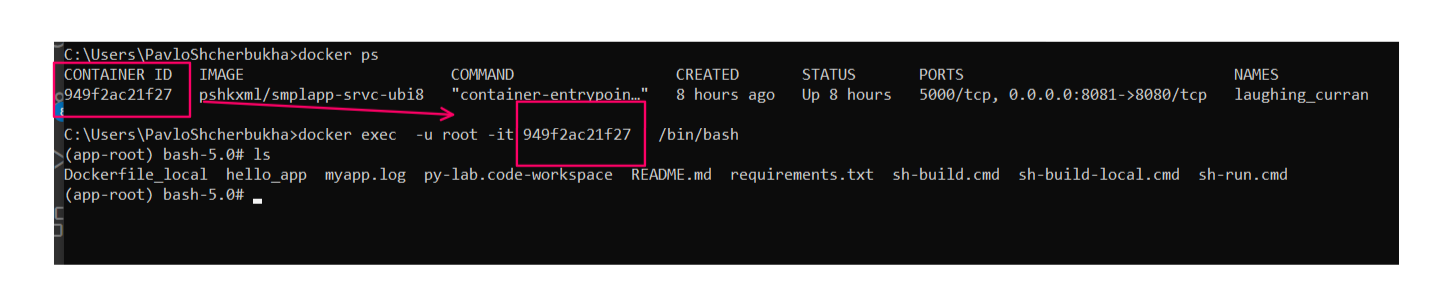 C:\Users\PavloShcherbukha>docker ps
CONTAINER ID   IMAGE                       COMMAND                  CREATED       STATUS       PORTS                              NAMES
949f2ac21f27   pshkxml/smplapp-srvc-ubi8   "container-entrypoin…"   8 hours ago   Up 8 hours   5000/tcp, 0.0.0.0:8081->8080/tcp   laughing_curran
C:\Users\PavloShcherbukha>docker exec  -u root -it 949f2ac21f27   /bin/bash
(app-root) bash-5.0# ls
Dockerfile_local  hello_app  myapp.log  py-lab.code-workspace  README.md  requirements.txt  sh-build.cmd  sh-build-local.cmd  sh-run.cmd
(app-root) bash-5.0#